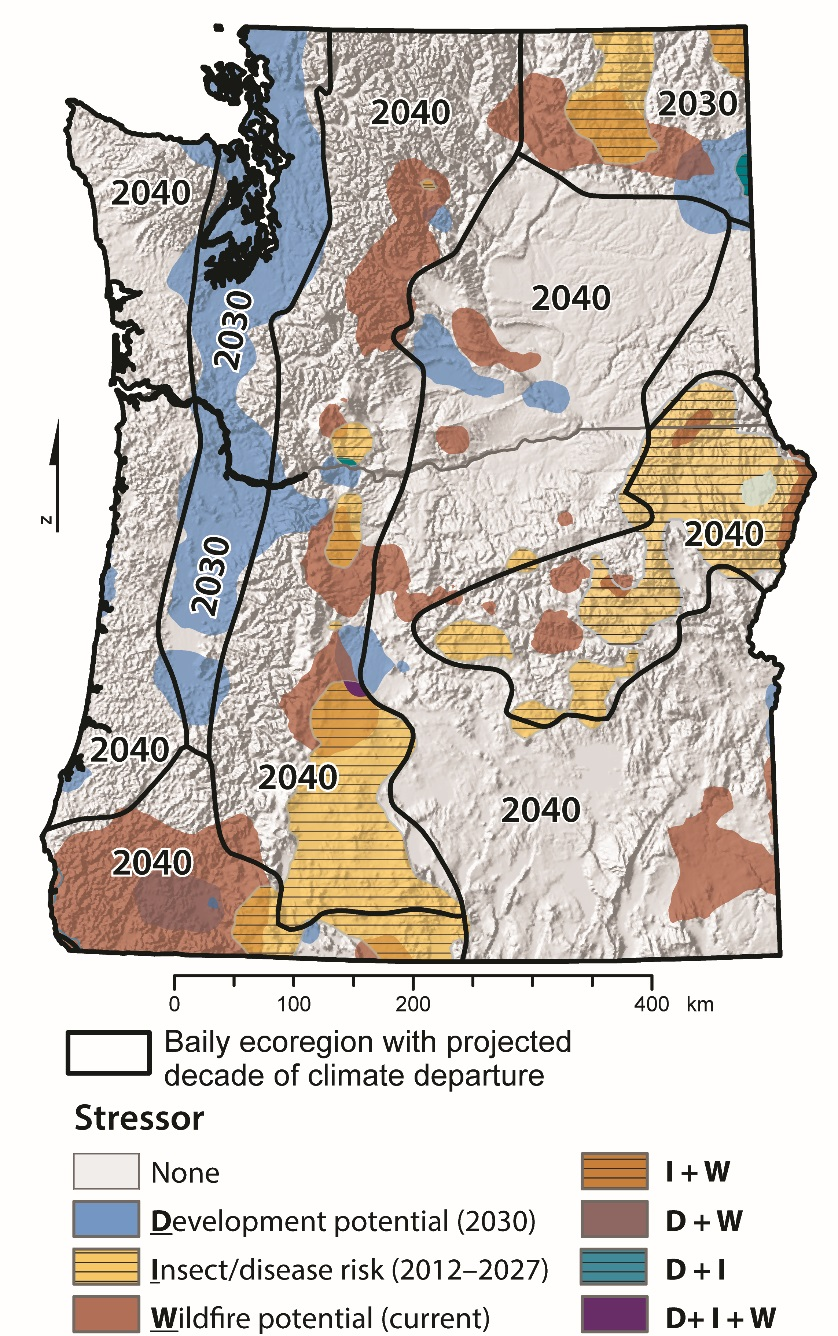 2040
2030
2040
2040
2030
2040
N
2030
2040
2040
2040
2040
0 100 200 400 km
Baily ecoregion with projected
decade of climate departure
Stressor
None
Development potential (2030)
Insect/disease risk (2012–2027)
Wildfire potential (current)
I + W
D + W
D + I
D+ I + W